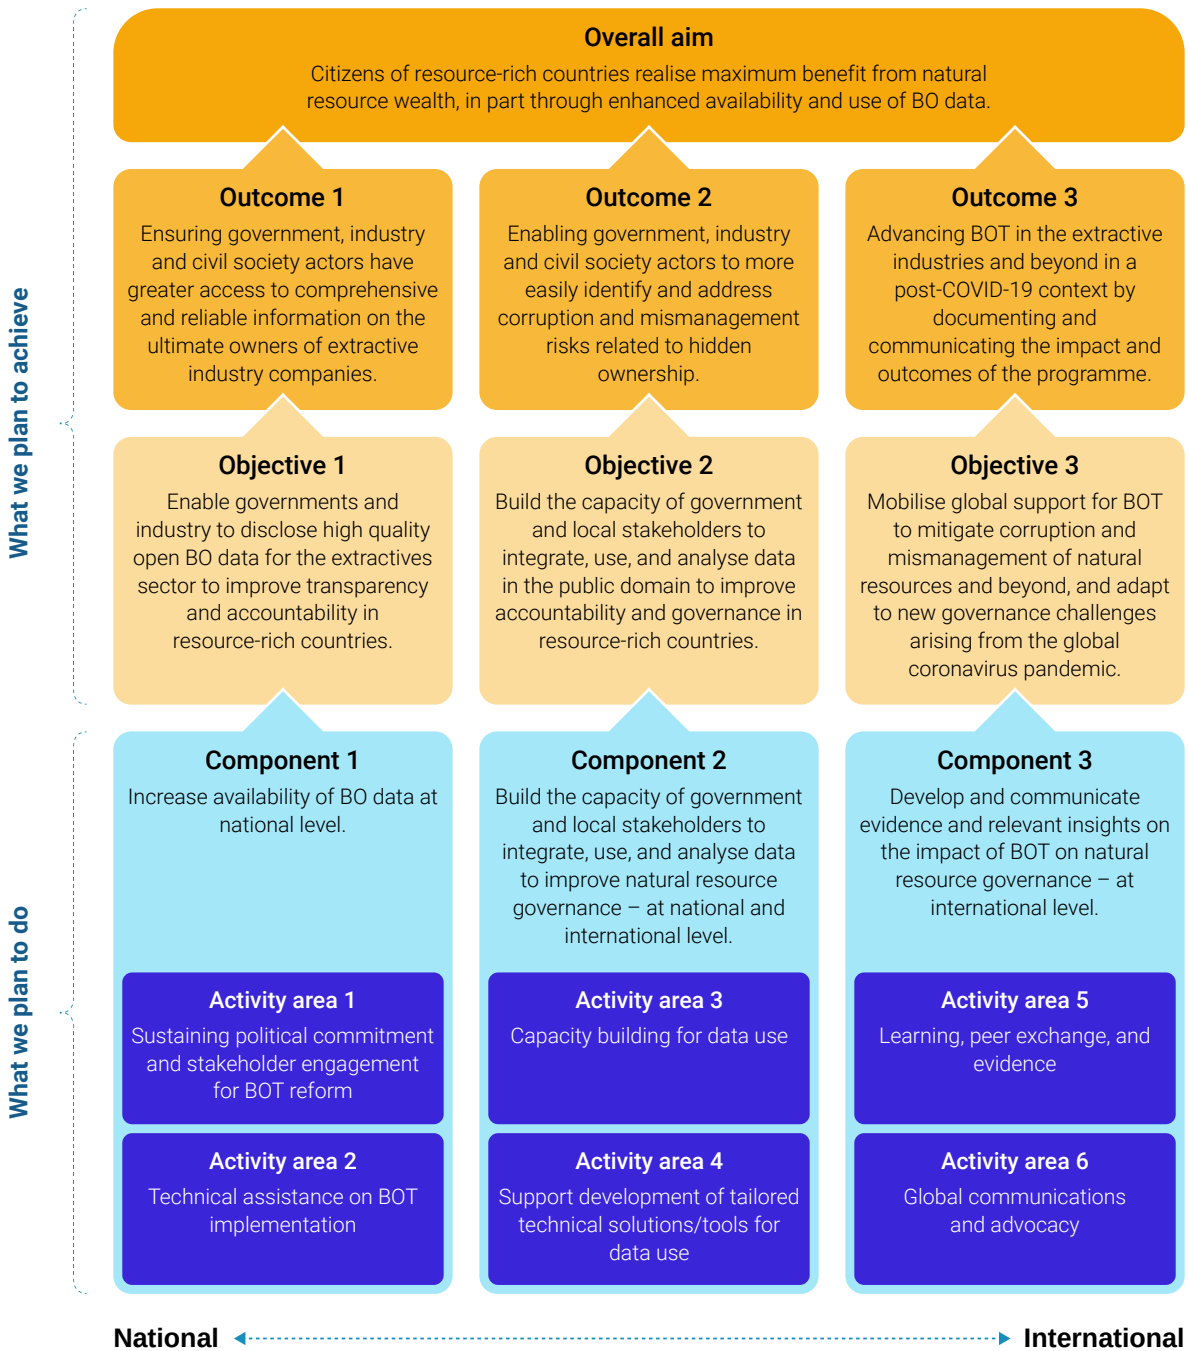 Overall aim
Citizens of resource-rich countries realise maximum benefit from natural
resource wealth, in part through enhanced availability and use of BO data.
What we plan to achieve
Outcome 1
Ensuring government, industry
and civil society actors have
greater access to comprehensive
and reliable information on the
ultimate owners of extractive
industry companies.
Outcome 2
Enabling government, industry
and civil society actors to more
easily identify and address
corruption and mismanagement
risks related to hidden
ownership.
Outcome 3
Advancing BOT in the extractive
industries and beyond in a
post-COVID-19 context by
documenting and
communicating the impact and
outcomes of the programme.
Objective 1
Enable governments and
industry to disclose high quality
open BO data for the extractives
sector to improve transparency
and accountability in
resource-rich countries.
Objective 2
Build the capacity of government
and local stakeholders to
integrate, use, and analyse data
in the public domain to improve
accountability and governance in
resource-rich countries.
Objective 3
Mobilise global support for BOT
to mitigate corruption and
mismanagement of natural
resources and beyond, and adapt
to new governance challenges
arising from the global
coronavirus pandemic.
What we plan to do
Component 1
Increase availability of BO data at
national level.
Activity area 1
Sustaining political commitment
and stakeholder engagement
for BOT reform
Activity area 2
Technical assistance on BOT
implementation
Component 2
Build the capacity of government
and local stakeholders to
integrate, use, and analyse data
to improve natural resource
governance – at national and
international level.
Activity area 3
Capacity building for data use
Activity area 4
Support development of tailored
technical solutions/tools for
data use
Component 3
Develop and communicate
evidence and relevant insights on
the impact of BOT on natural
resource governance – at
international level.
Activity area 5
Learning, peer exchange, and
evidence
Activity area 6
Global communications
and advocacy
National
International